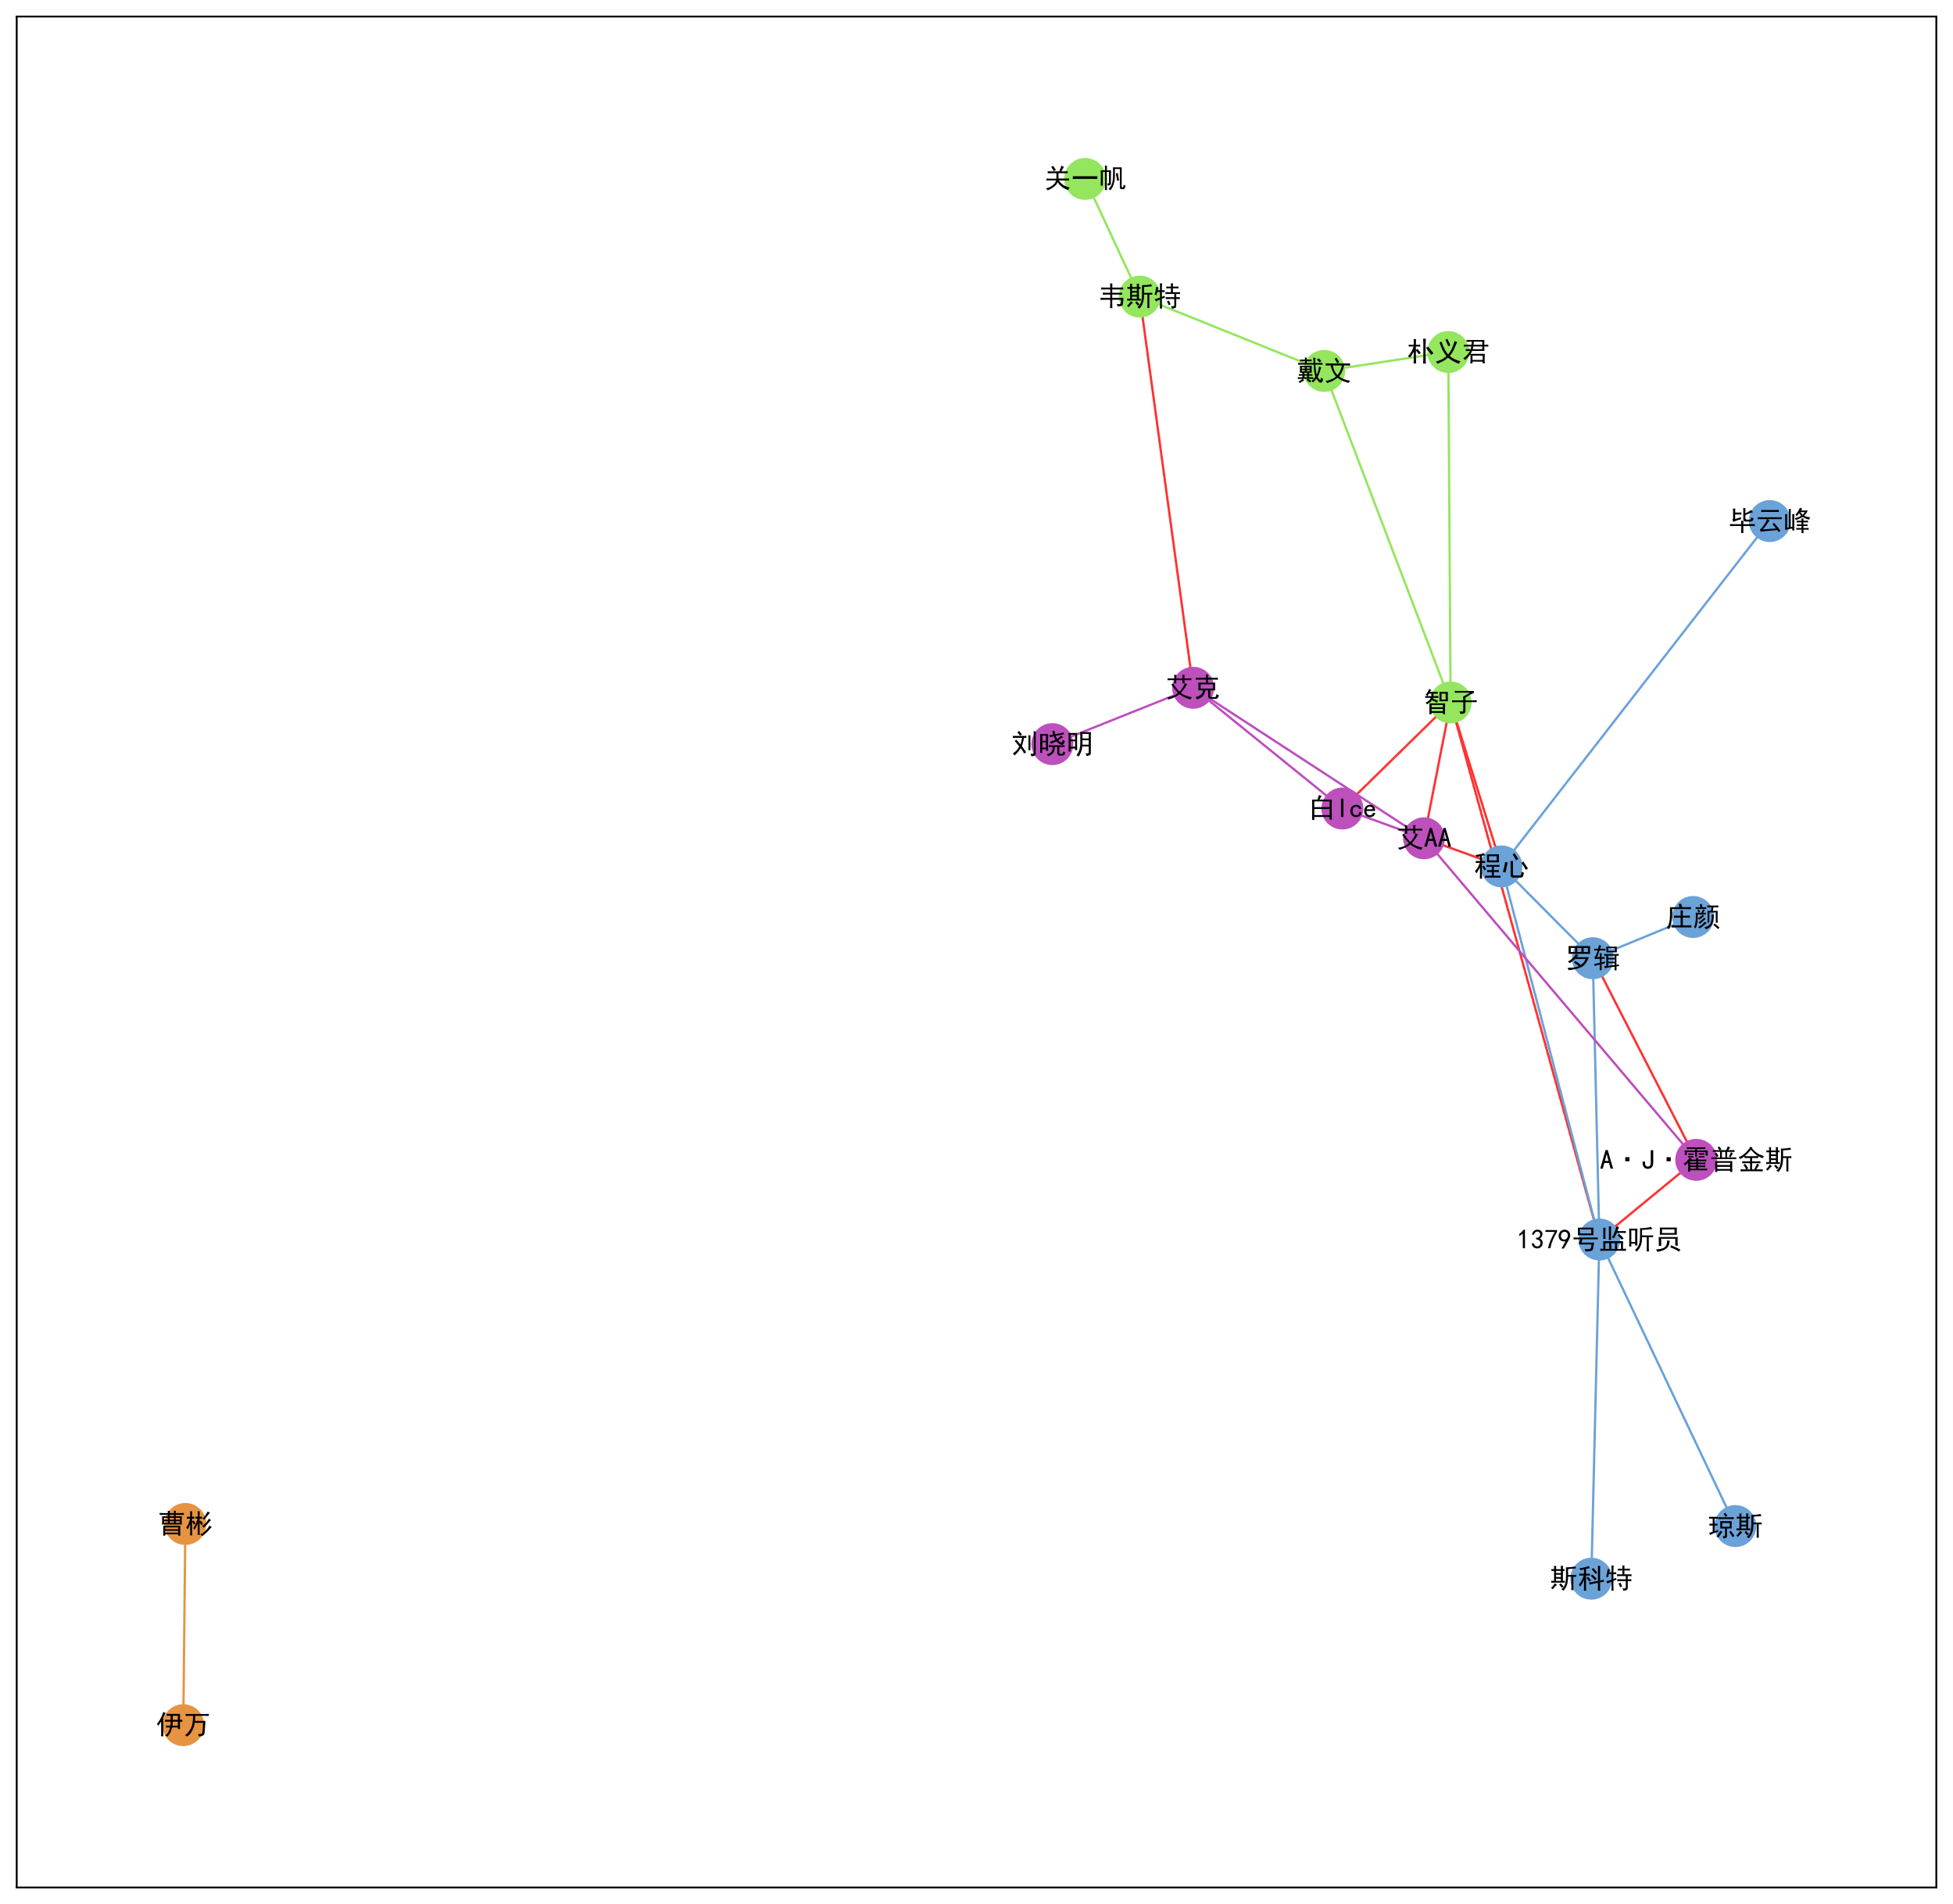 关一帆
韦斯特
朴义君
戴文
毕云峰
艾克
智子
刘晓明
白Ice
艾AA
程心
庄颜
罗辑
A·J·霍普金斯
1379号监听员
曹彬
琼斯
斯科特
伊万